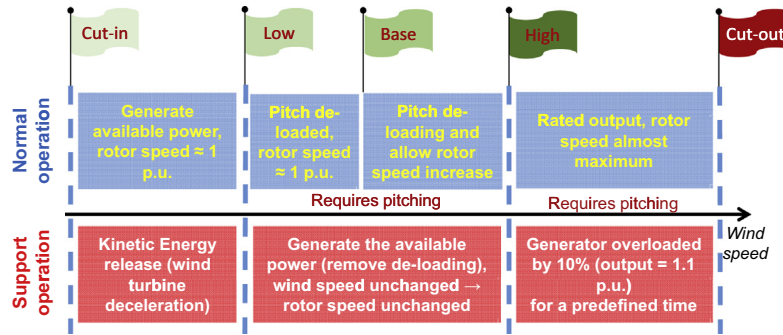 Cut-in
Low
Base
High
Cut-out
Normal
operation
Generate
available power,
rotor speed ≈ 1
p.u.
Pitch de-
loaded,
rotor speed
≈ 1 p.u.
Pitch de-
loading and
allow rotor
speed increase
Rated output, rotor
speed almost
maximum
Requires pitching
Requires pitching
Wind
speed
Support
operation
Kinetic Energy
release (wind
turbine
deceleration)
Generate the available
power (remove de-loading),
wind speed unchanged →
rotor speed unchanged
Generator overloaded
by 10% (output = 1.1
p.u.)
for a predefined time